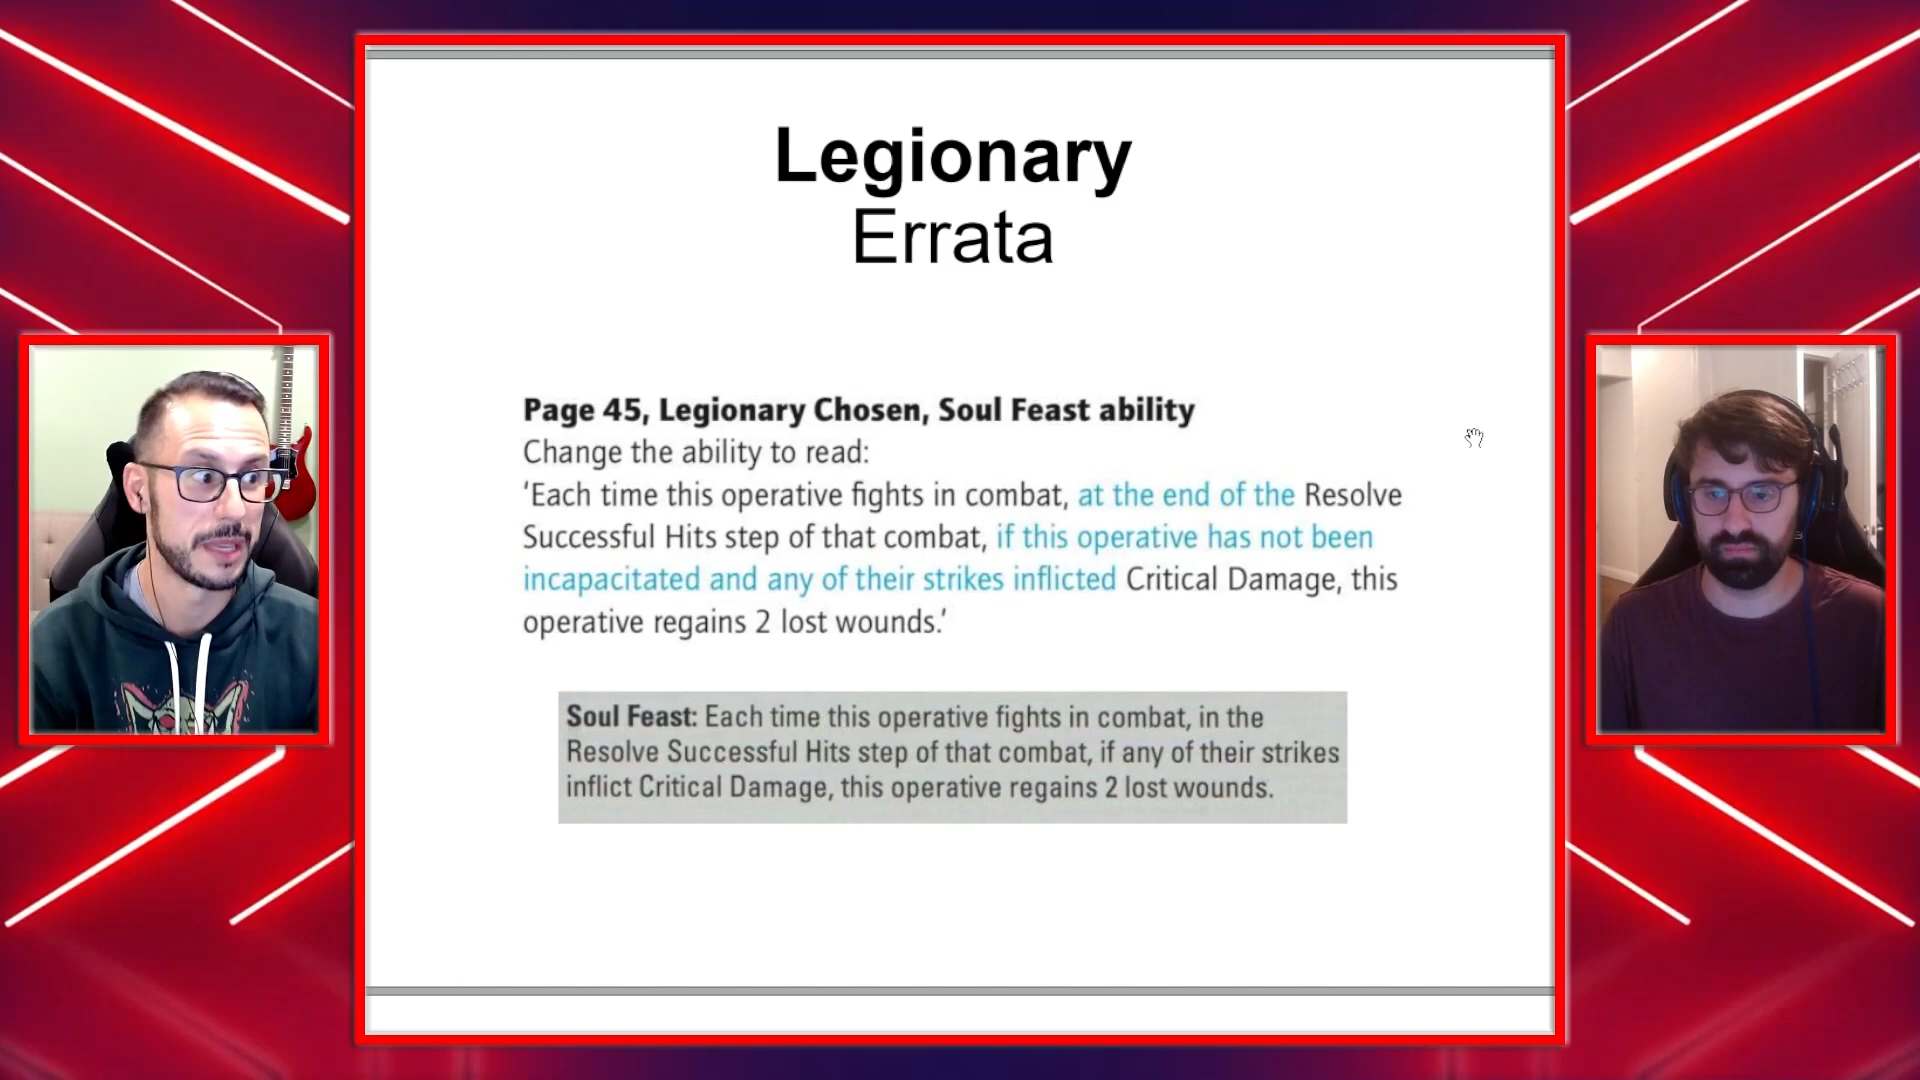 Legionary
Errata
Page 45, Legionary Chosen, Soul Feast ability
Change the ability to read:
‘Each time this operative fights in combat, at the end of the Resolve
Successful Hits step of that combat, if this operative has not been
incapacitated and any of their strikes inflicted Critical Damage, this
operative regains 2 lost wounds.’
Soul Feast: Each time this operative fights in combat, in the
Resolve Successful Hits step of that combat, if any of their strikes
inflict Critical Damage, this operative regains 2 lost wounds.